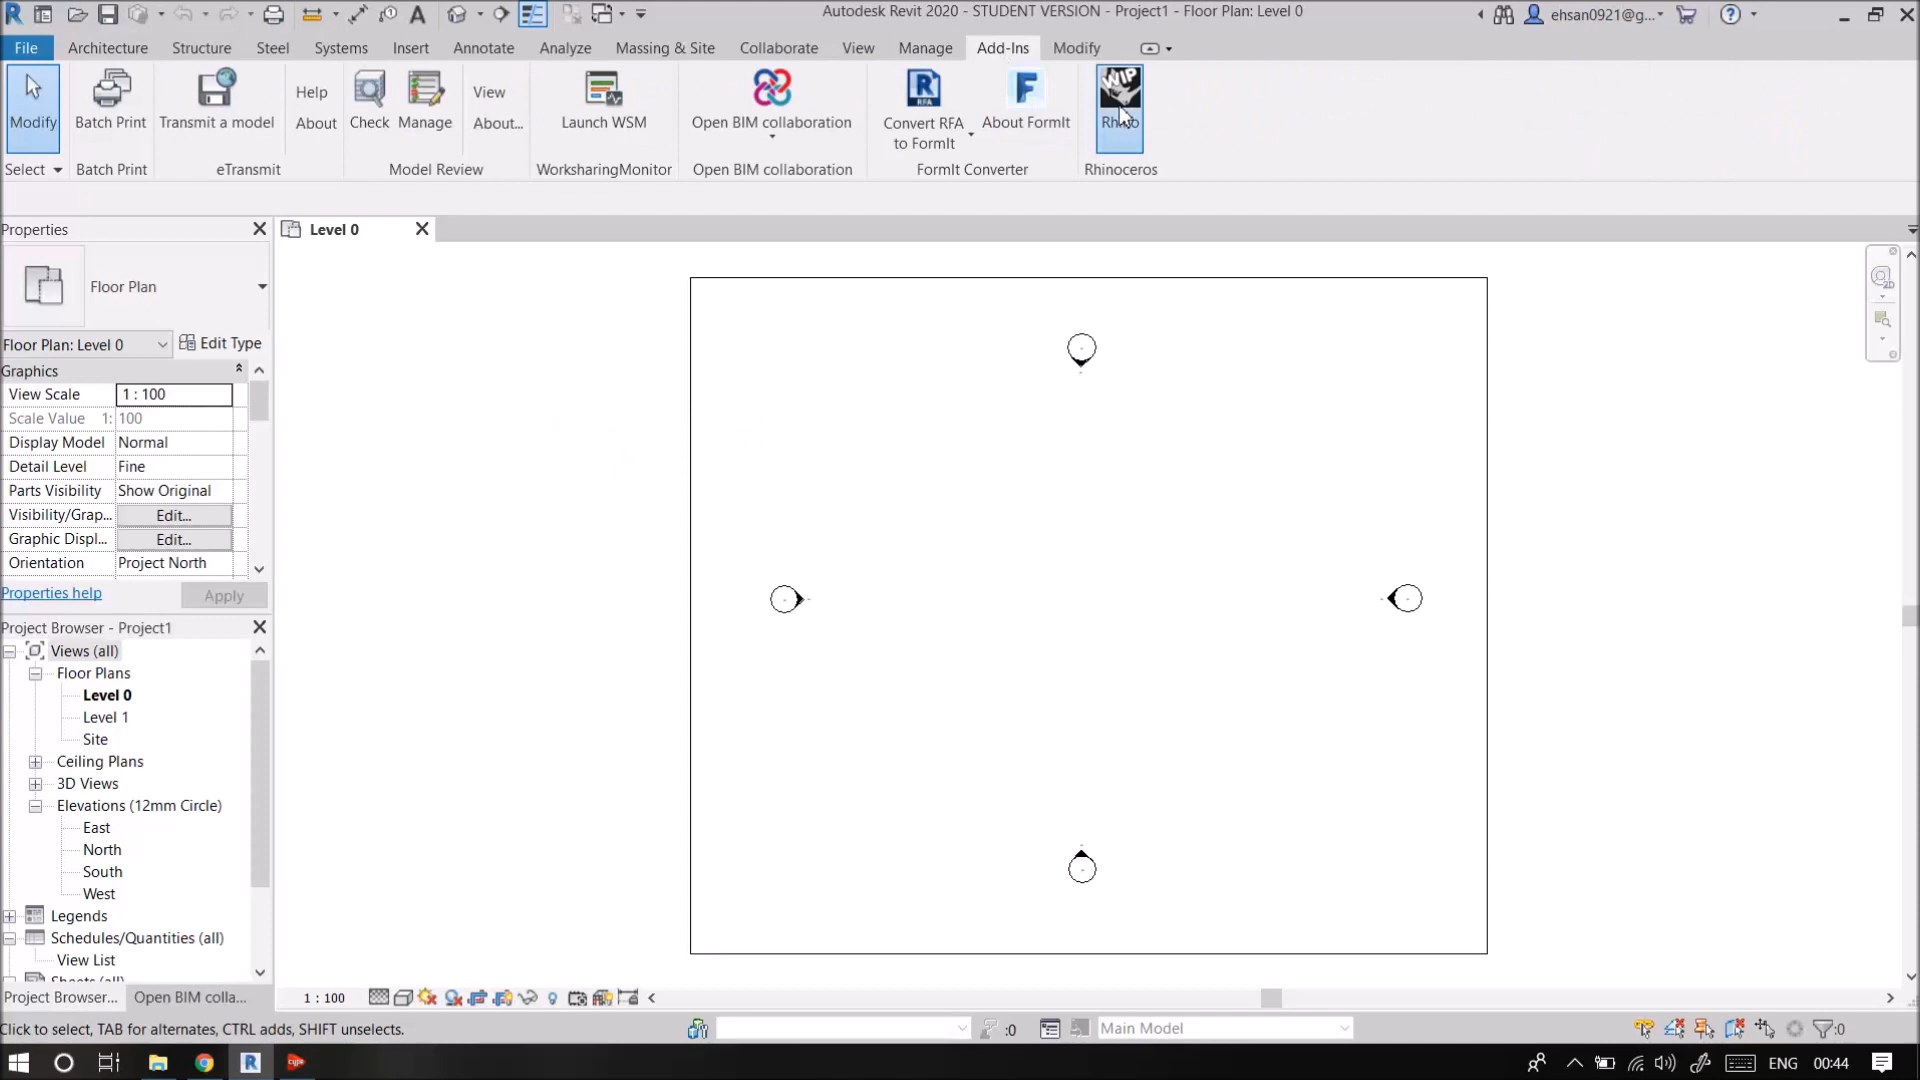 Autodesk Revit 2020 - STUDENT VERSION - Project1 - Floor Plan: Level 0
ehsan0921@g...
File Architecture Structure Steel Systems Insert Annotate Analyze Massing & Site Collaborate View Manage Add-Ins Modify
Modify
Batch Print
Transmit a model
Help
About
Check
Manage
View
About...
Launch WSM
Open BIM collaboration
Convert RFA
to FormIt
RFA
About FormIt
WIP
Rhino
Select Batch Print eTransmit Model Review WorksharingMonitor Open BIM collaboration FormIt Converter Rhinoceros
Properties
Level 0
Floor Plan
Floor Plan: Level 0 Edit Type
Graphics
View Scale 1 : 100
Scale Value 1: 100
Display Model Normal
Detail Level Fine
Parts Visibility Show Original
Visibility/Grap... Edit...
Graphic Displ... Edit...
Orientation Project North
Properties help Apply
Project Browser - Project1
Views (all)
Floor Plans
Level 0
Level 1
Site
Ceiling Plans
3D Views
Elevations (12mm Circle)
East
North
South
West
Legends
Schedules/Quantities (all)
View List
Sheets (all)
Project Browser... Open BIM colla...
1 : 100
Click to select, TAB for alternates, CTRL adds, SHIFT unselects.
:0
Main Model
:0
ENG 00:44